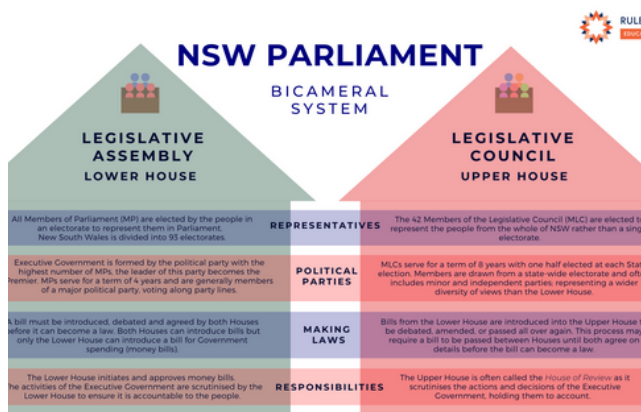 RULE
EDUCA
NSW PARLIAMENT
BICAMERAL
SYSTEM
LEGISLATIVE
ASSEMBLY
LOWER HOUSE
LEGISLATIVE
COUNCIL
UPPER HOUSE
All Members of Parliament (MP) are elected by the people in
an electorate to represent them in Parliament.
New South Wales is divided into 93 electorates.
REPRESENTATIVES
The 42 Members of the Legislative Council (MLC) are elected to
represent the people from the whole of NSW rather than a sing
electorate.
Executive Government is formed by the political party with the
highest number of MPs, the leader of this party becomes the
Premier. MPs serve for a term of 4 years and are generally members
of a major political party, voting along party lines.
POLITICAL
PARTIES
MLCs serve for a term of 8 years with one half elected at each Stat
election. Members are drawn from a state-wide electorate and ofte
includes minor and independent parties; representing a wider
diversity of views than the Lower House.
A bill must be introduced, debated and agreed by both Houses
before it can become a law. Both Houses can introduce bills but
only the Lower House can introduce a bill for Government
spending (money bills).
MAKING
LAWS
Bills from the Lower House are introduced into the Upper House t
be debated, amended, or passed all over again. This process may
require a bill to be passed between Houses until both agree on
details before the bill can become a law.
The Lower House initiates and approves money bills.
The activities of the Executive Government are scrutinised by the
Lower House to ensure it is accountable to the people.
RESPONSIBILITIES
The Upper House is often called the House of Review as it
scrutinises the actions and decisions of the Executive
Government, holding them to account.